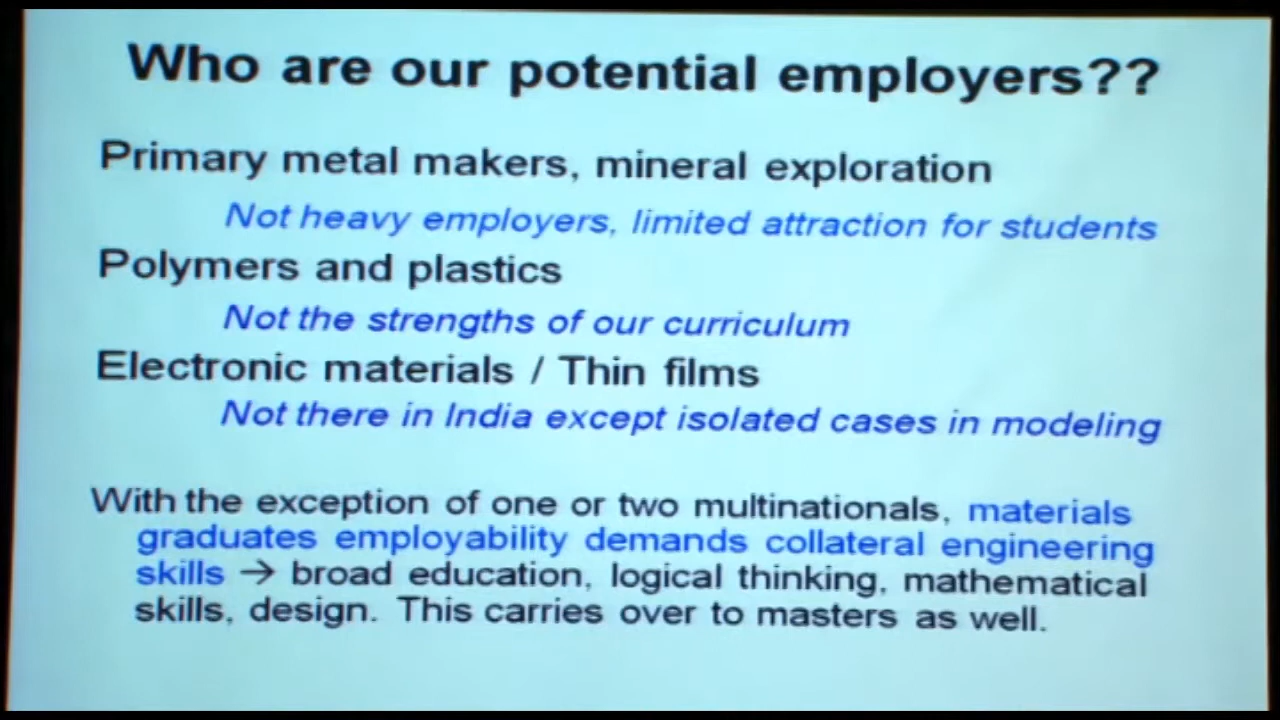 Who are our potential employers??
Primary metal makers, mineral exploration
Not heavy employers, limited attraction for students
Polymers and plastics
Not the strengths of our curriculum
Electronic materials / Thin films
Not there in India except isolated cases in modeling
With the exception of one or two multinationals, materials
graduates employability demands collateral engineering
skills → broad education, logical thinking, mathematical
skills, design. This carries over to masters as well.